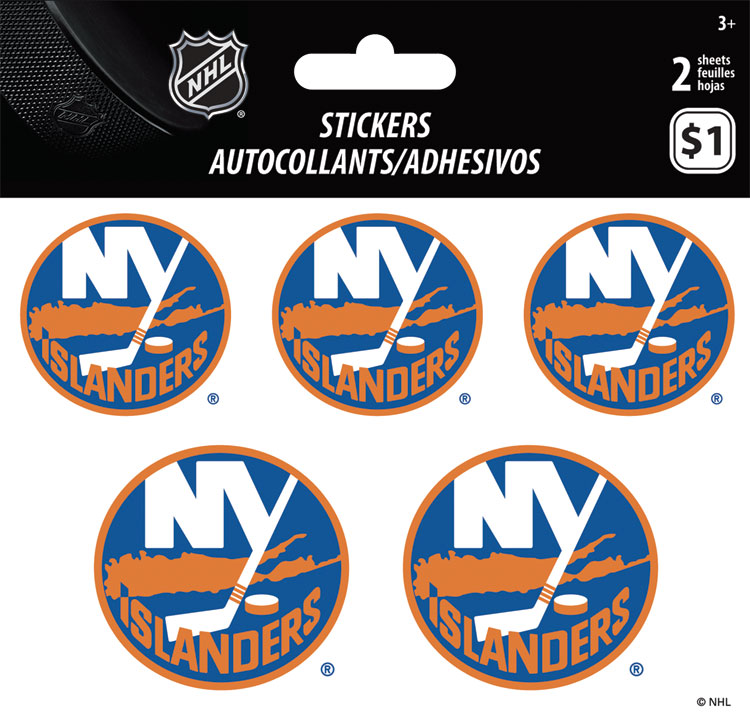 3+
NHL
®
2 sheets
feuilles
hojas
STICKERS
AUTOCOLLANTS/ADHESIVOS
$1
NY
ISLANDERS
®
NY
ISLANDERS
®
NY
ISLANDERS
®
NY
ISLANDERS
®
NY
ISLANDERS
®
© NHL